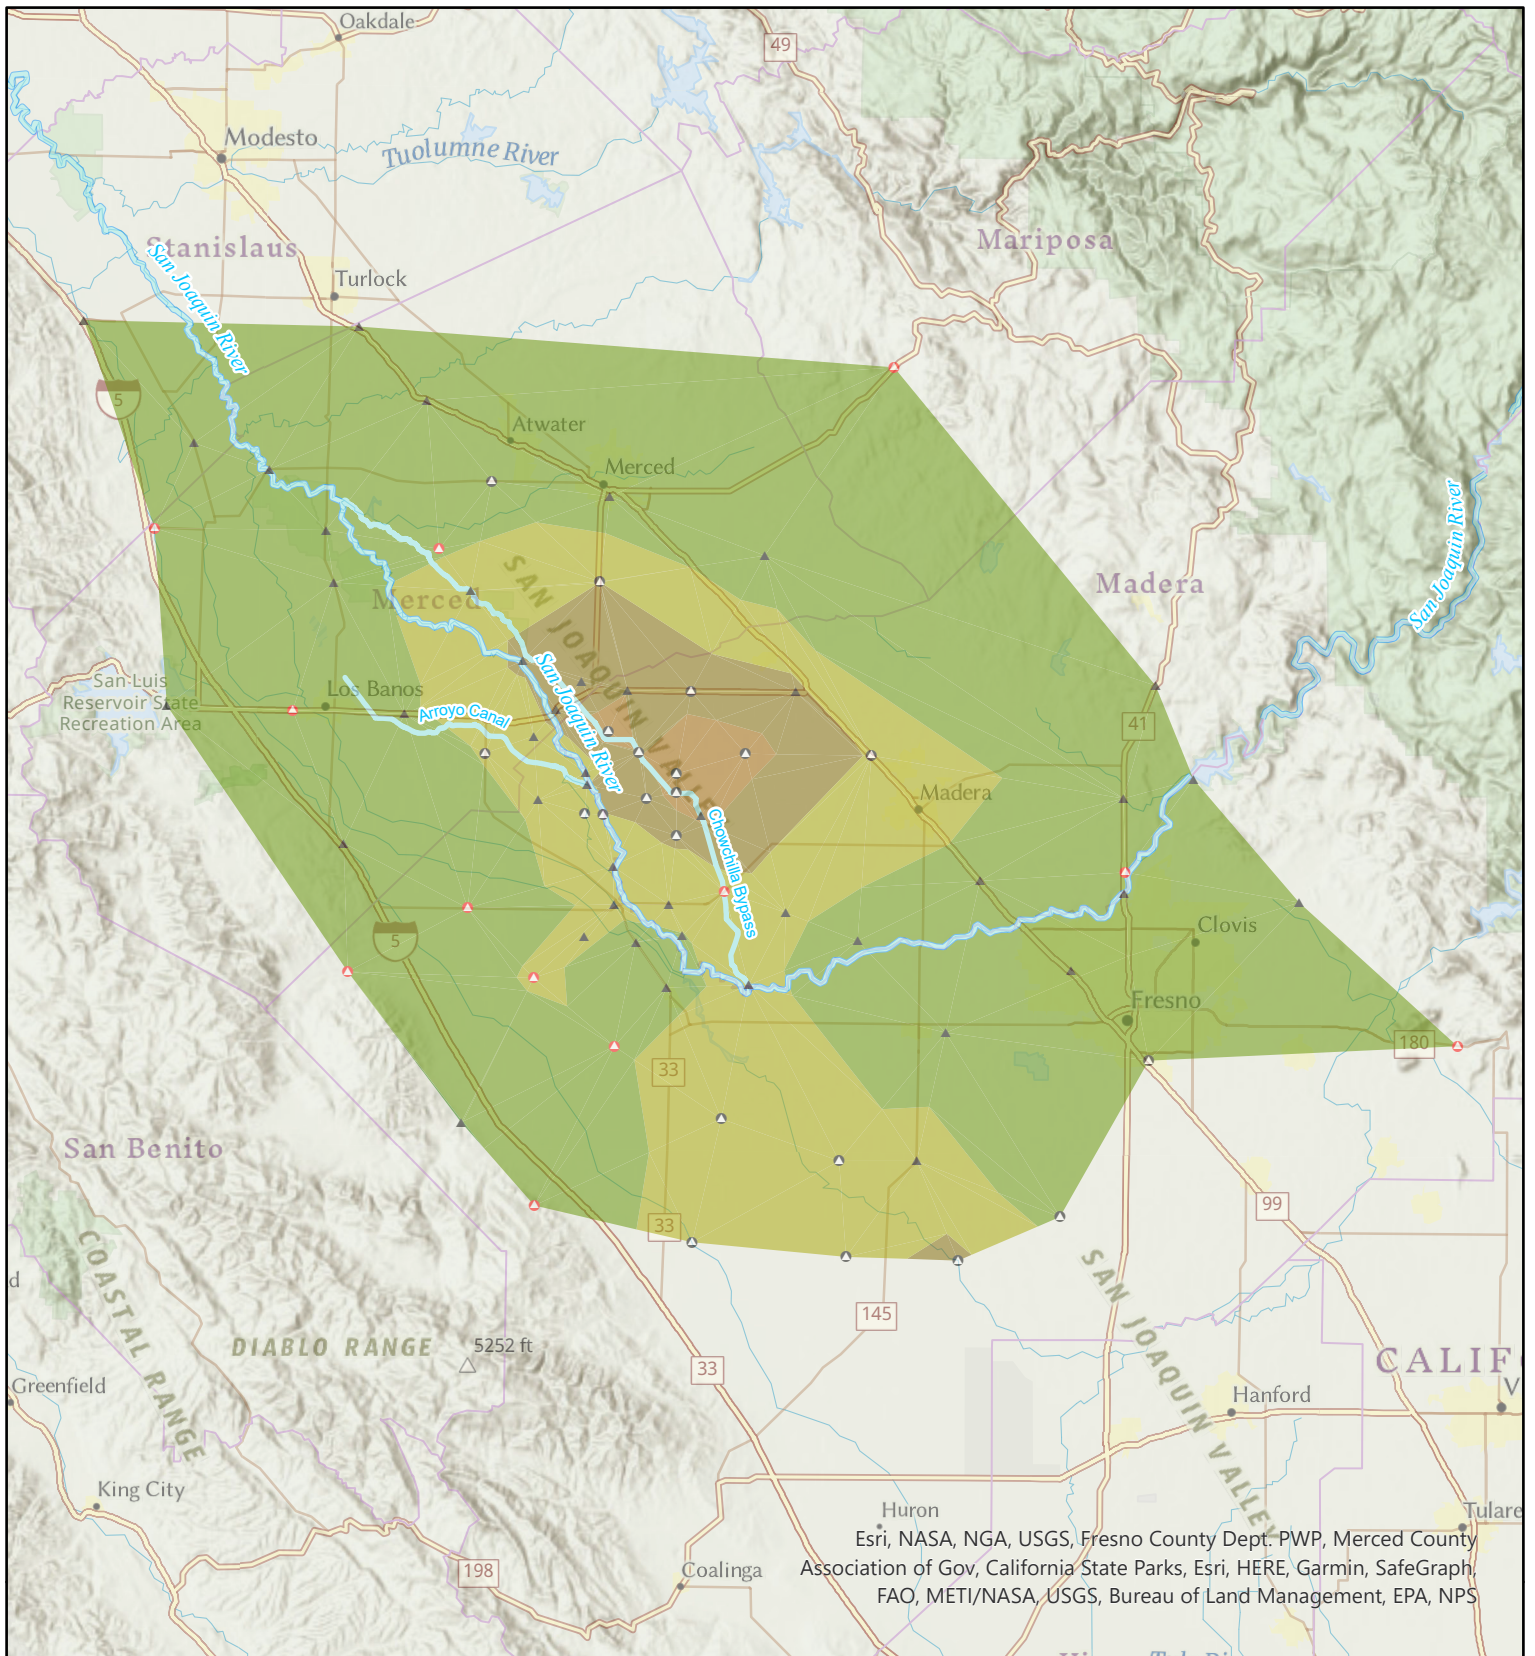 Oakdale
49
Modesto
Tuolumne River
Stanislaus
Mariposa
San Joaquin River
Turlock
5
Atwater
Merced
San Joaquin River
SAN JOAQUIN VALLEY
Merced
Madera
San Luis
Reservoir State
Recreation Area
Los Banos
Arroyo Canal
San Joaquin River
41
Madera
Chowchilla Bypass
5
Clovis
Fresno
180
33
San Benito
99
33
COASTAL RANGE
d
SAN JOAQUIN VALLEY
145
DIABLO RANGE
5252 ft
33
CALIF
V
Greenfield
Hanford
King City
Huron
Tulare
Esri, NASA, NGA, USGS, Fresno County Dept. PWP, Merced County
Association of Gov, California State Parks, Esri, HERE, Garmin, SafeGraph,
FAO, METI/NASA, USGS, Bureau of Land Management, EPA, NPS
198
Coalinga